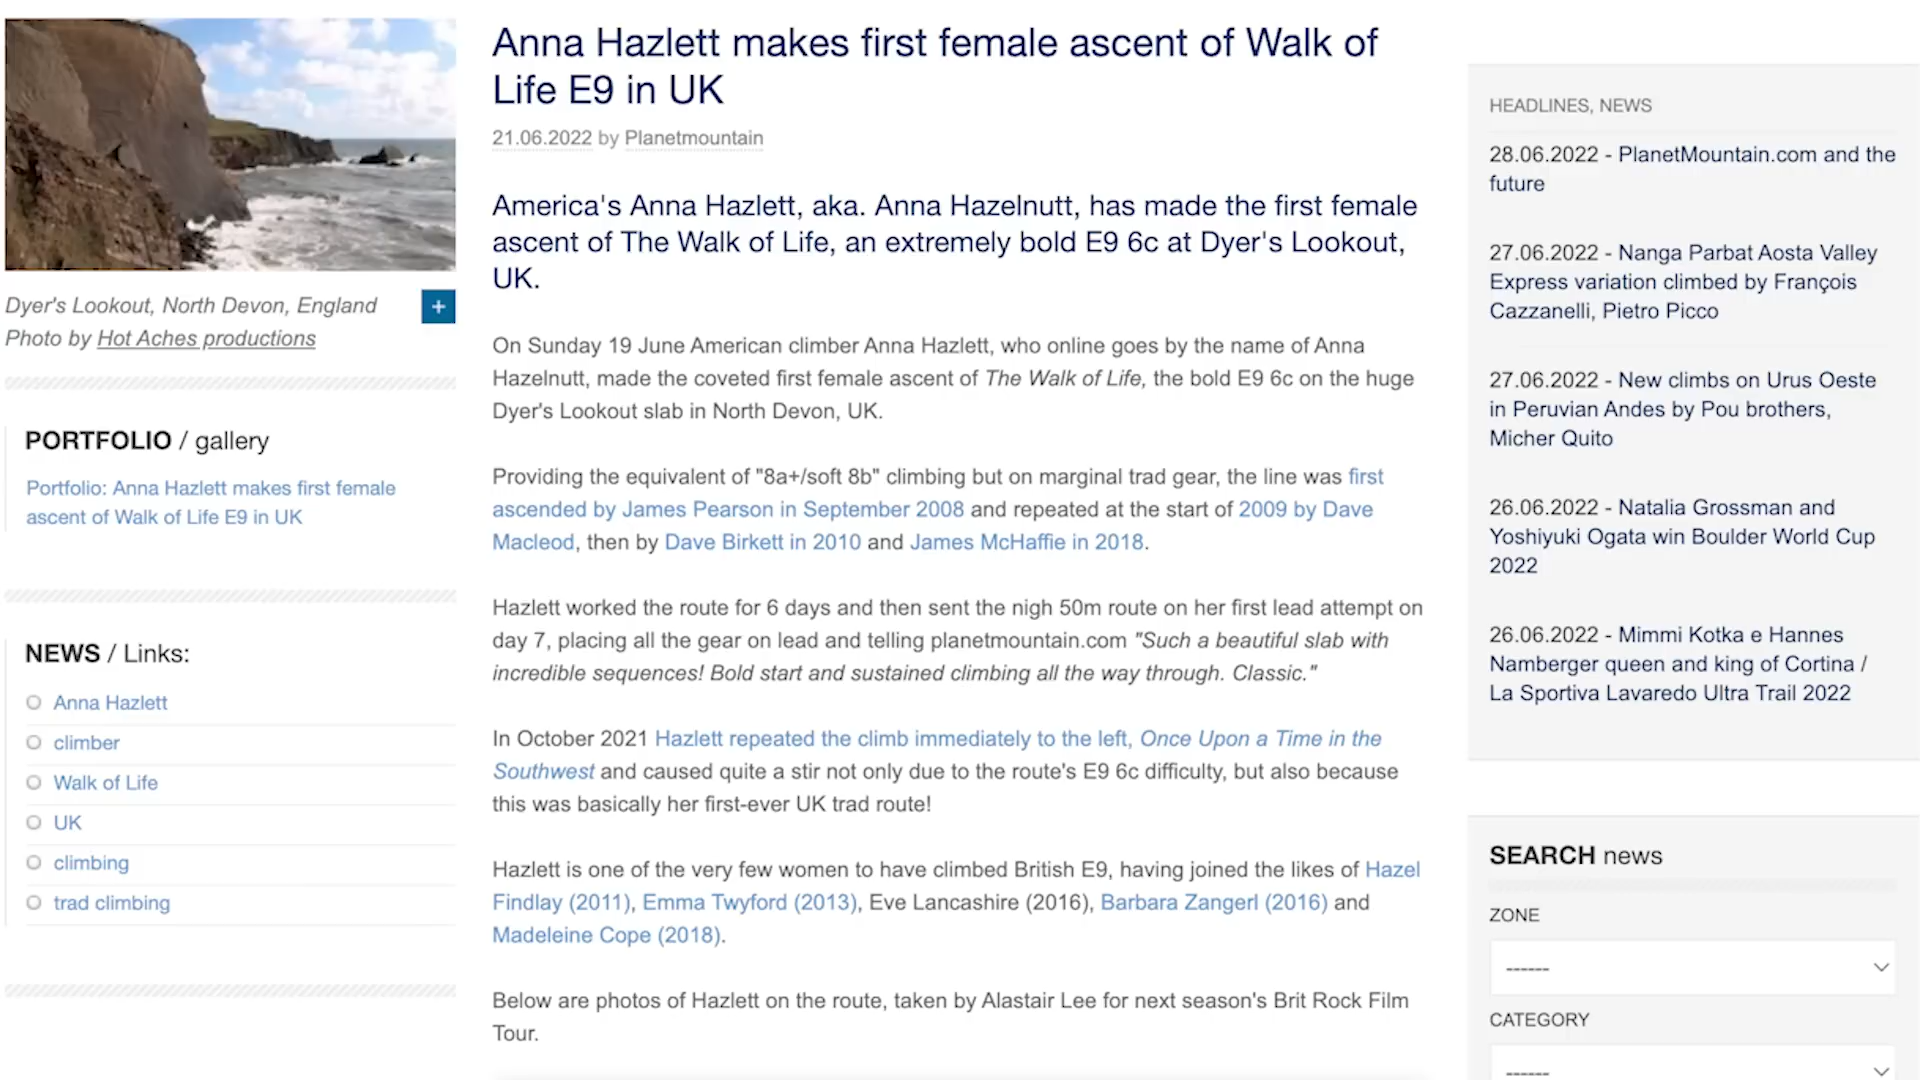 Anna Hazlett makes first female ascent of Walk of
Life E9 in UK
21.06.2022 by Planetmountain
America's Anna Hazlett, aka. Anna Hazelnutt, has made the first female
ascent of The Walk of Life, an extremely bold E9 6c at Dyer's Lookout,
UK.
On Sunday 19 June American climber Anna Hazlett, who online goes by the name of Anna
Hazelnutt, made the coveted first female ascent of The Walk of Life, the bold E9 6c on the huge
Dyer's Lookout slab in North Devon, UK.
Providing the equivalent of "8a+/soft 8b" climbing but on marginal trad gear, the line was first
ascended by James Pearson in September 2008 and repeated at the start of 2009 by Dave
Macleod, then by Dave Birkett in 2010 and James McHaffie in 2018.
Hazlett worked the route for 6 days and then sent the nigh 50m route on her first lead attempt on
day 7, placing all the gear on lead and telling planetmountain.com "Such a beautiful slab with
incredible sequences! Bold start and sustained climbing all the way through. Classic."
In October 2021 Hazlett repeated the climb immediately to the left, Once Upon a Time in the
Southwest and caused quite a stir not only due to the route's E9 6c difficulty, but also because
this was basically her first-ever UK trad route!
Hazlett is one of the very few women to have climbed British E9, having joined the likes of Hazel
Findlay (2011), Emma Twyford (2013), Eve Lancashire (2016), Barbara Zangerl (2016) and
Madeleine Cope (2018).
Below are photos of Hazlett on the route, taken by Alastair Lee for next season's Brit Rock Film
Tour.
Dyer's Lookout, North Devon, England
+
Photo by Hot Aches productions
PORTFOLIO / gallery
Portfolio: Anna Hazlett makes first female
ascent of Walk of Life E9 in UK
NEWS / Links:
Anna Hazlett
climber
Walk of Life
UK
climbing
trad climbing
HEADLINES, NEWS
28.06.2022 - PlanetMountain.com and the
future
27.06.2022 - Nanga Parbat Aosta Valley
Express variation climbed by François
Cazzanelli, Pietro Picco
27.06.2022 - New climbs on Urus Oeste
in Peruvian Andes by Pou brothers,
Micher Quito
26.06.2022 - Natalia Grossman and
Yoshiyuki Ogata win Boulder World Cup
2022
26.06.2022 - Mimmi Kotka e Hannes
Namberger queen and king of Cortina /
La Sportiva Lavaredo Ultra Trail 2022
SEARCH news
ZONE
------
CATEGORY
------